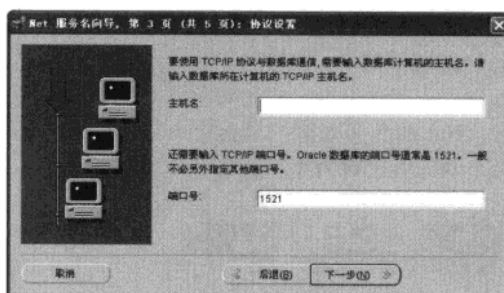 Net 服务名向导, 第 3 页 (共 5 页): 协议设置
要使用 TCP/IP 协议与数据库通信,需要输入数据库计算机的主机名。请
输入数据库所在计算机的 TCP/IP 主机名。
主机名:
还需要输入 TCP/IP 端口号。Oracle 数据库的端口号通常是 1521。一般
不必另外指定其他端口号。
端口号: 1521
取消 后退(B) 下一步(N)